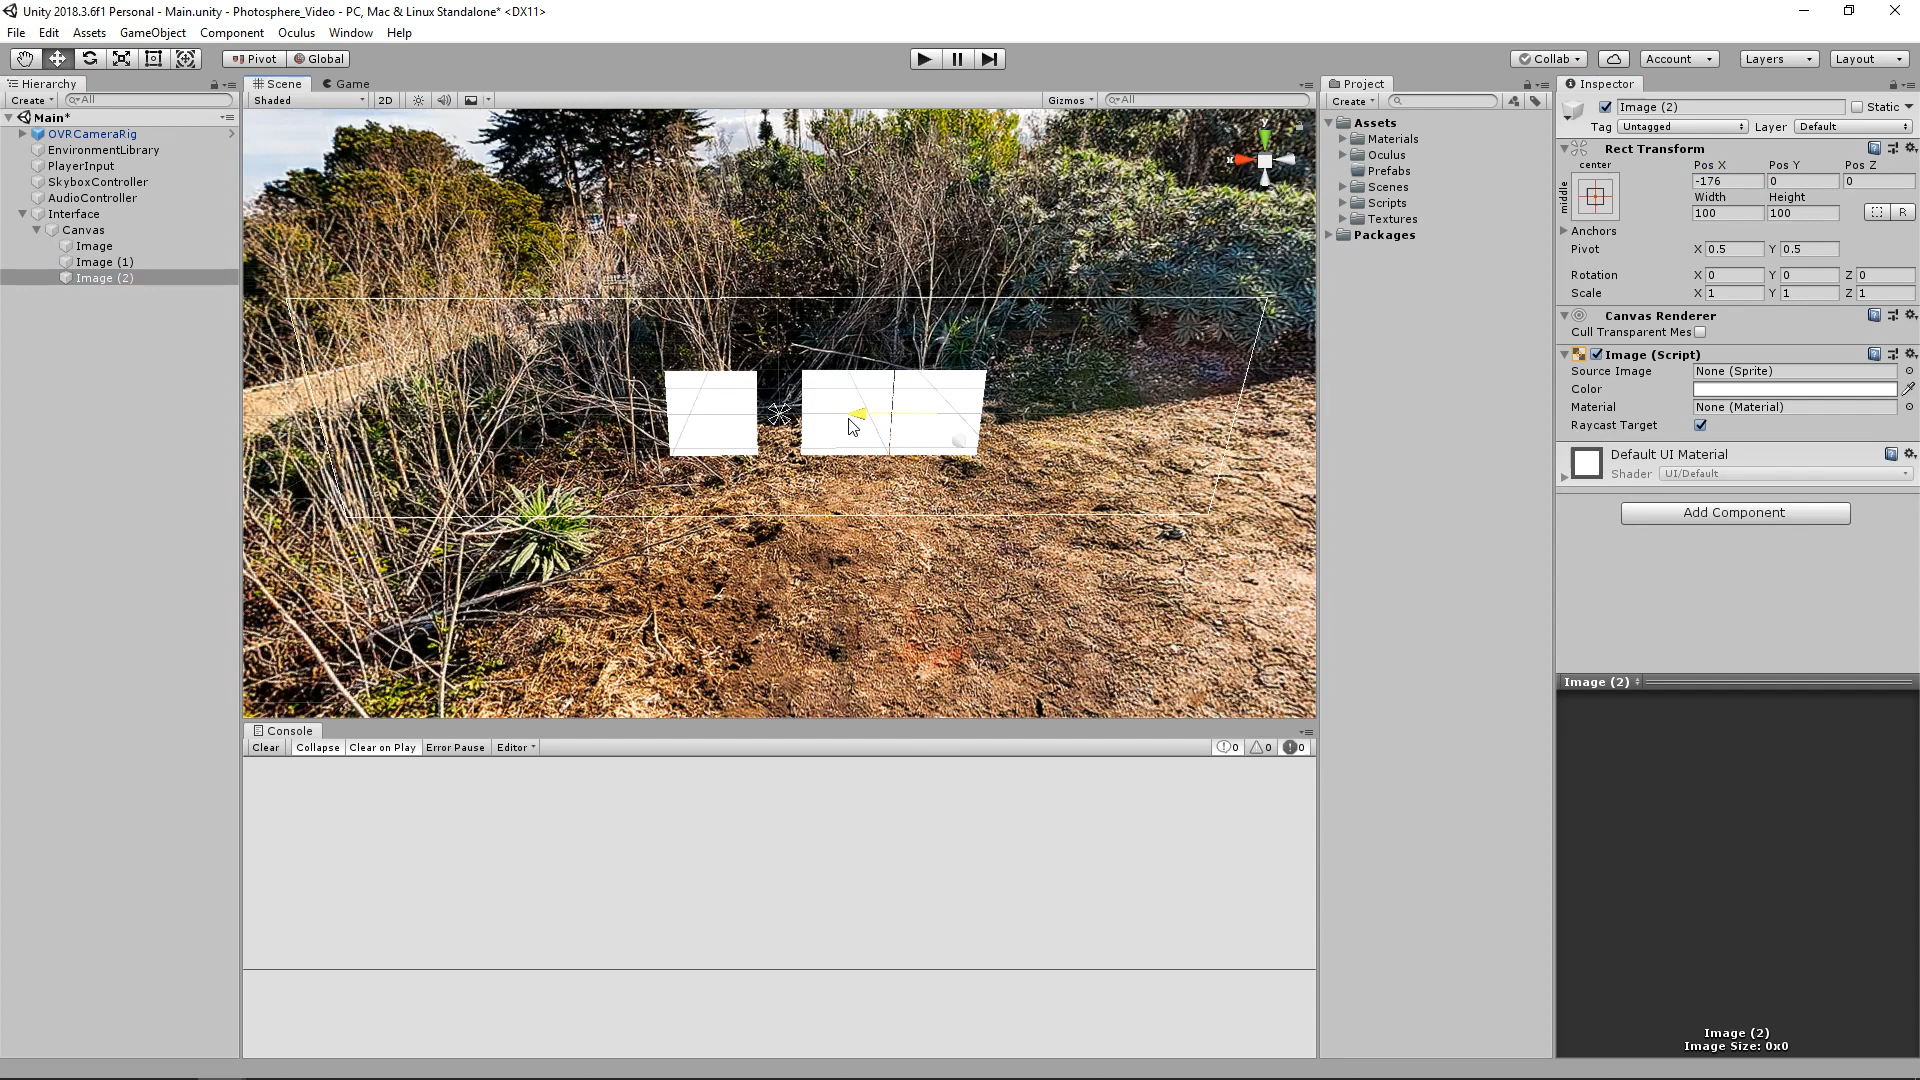 Unity 2018.3.6f1 Personal - Main.unity - Photosphere_Video - PC, Mac & Linux Standalone* <DX11>
File Edit Assets GameObject Component Oculus Window Help
Pivot Global Collab Account Layers Layout
Hierarchy
Create All
Main*
OVRCameraRig
EnvironmentLibrary
PlayerInput
SkyboxController
AudioController
Interface
Canvas
Image
Image (1)
Image (2)
Scene Game
Shaded 2D Gizmos All
y
x
Console
Clear Collapse Clear on Play Error Pause Editor 0 0 0
Project
Create
Assets
Materials
Oculus
Prefabs
Scenes
Scripts
Textures
Packages
Inspector
Image (2) Static
Tag Untagged Layer Default
Rect Transform
center Pos X Pos Y Pos Z
middle -176 0 0
Width Height
100 100 R
Anchors
Pivot X 0.5 Y 0.5
Rotation X 0 Y 0 Z 0
Scale X 1 Y 1 Z 1
Canvas Renderer
Cull Transparent Mes
Image (Script)
Source Image None (Sprite)
Color
Material None (Material)
Raycast Target
Default UI Material
Shader UI/Default
Add Component
Image (2)
Image (2)
Image Size: 0x0